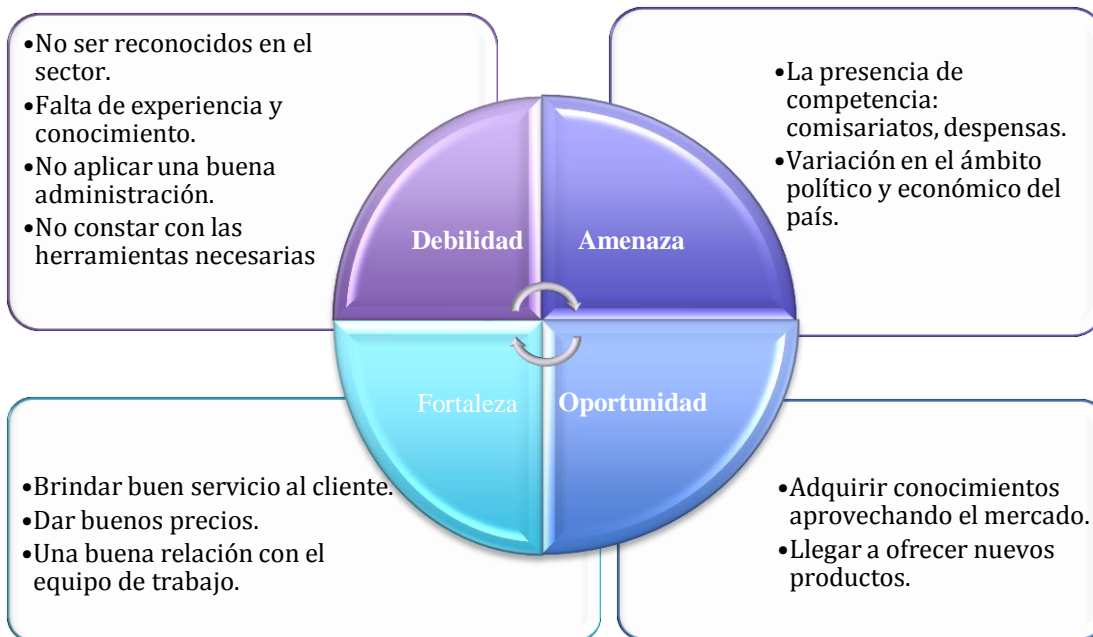 •No ser reconocidos en el
sector.
•Falta de experiencia y
conocimiento.
•No aplicar una buena
administración.
•No constar con las
herramientas necesarias
•La presencia de
competencia:
comisariatos, despensas.
•Variación en el ámbito
político y económico del
país.
Debilidad
Amenaza
Fortaleza
Oportunidad
•Brindar buen servicio al cliente.
•Dar buenos precios.
•Una buena relación con el
equipo de trabajo.
•Adquirir conocimientos
aprovechando el mercado.
•Llegar a ofrecer nuevos
productos.